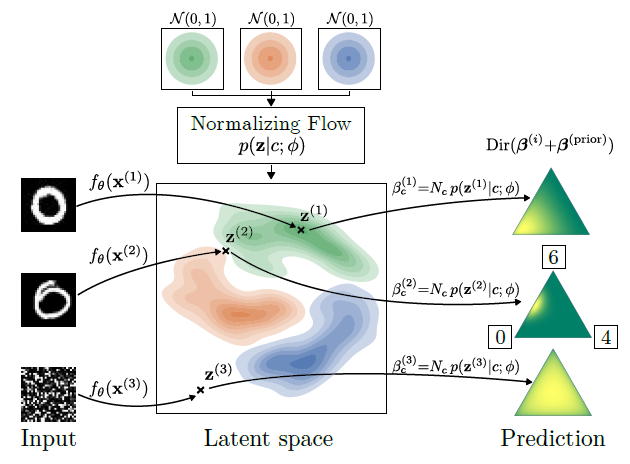 𝒩(0, 1) 𝒩(0, 1) 𝒩(0, 1)
Normalizing Flow
p(z|c; ϕ)
Dir(β⁽ⁱ⁾+β⁽ᵖʳⁱᵒʳ⁾)
f_θ(x⁽¹⁾)
z⁽¹⁾
β_c⁽¹⁾=N_c p(z⁽¹⁾|c; ϕ)
f_θ(x⁽²⁾)
z⁽²⁾
β_c⁽²⁾=N_c p(z⁽²⁾|c; ϕ)
6
0
4
f_θ(x⁽³⁾)
z⁽³⁾
β_c⁽³⁾=N_c p(z⁽³⁾|c; ϕ)
Input
Latent space
Prediction